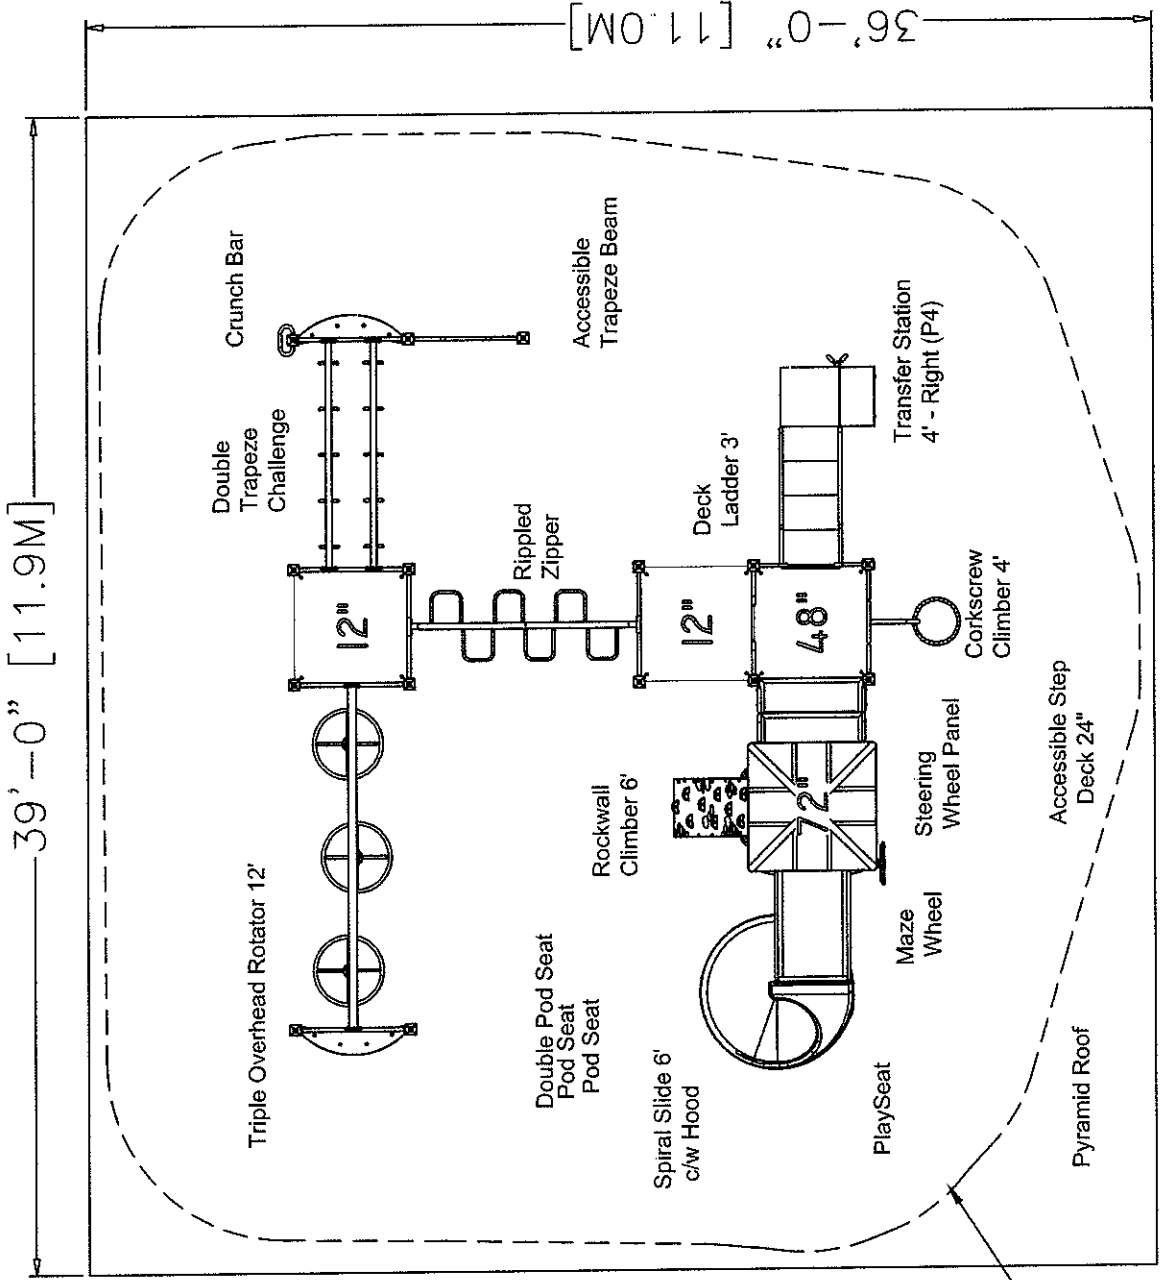 39'-0" [11.9M]
36'-0" [11.0M]
Triple Overhead Rotator 12'
Double
Trapeze
Challenge
Crunch Bar
12"
Rippled
Zipper
Accessible
Trapeze Beam
Double Pod Seat
Pod Seat
Pod Seat
Rockwall
Climber 6'
Spiral Slide 6'
c/w Hood
Deck
Ladder 3'
12"
48"
72"
Transfer Station
4' - Right (P4)
PlaySeat
Maze
Wheel
Steering
Wheel Panel
Corkscrew
Climber 4'
Accessible Step
Deck 24"
Pyramid Roof